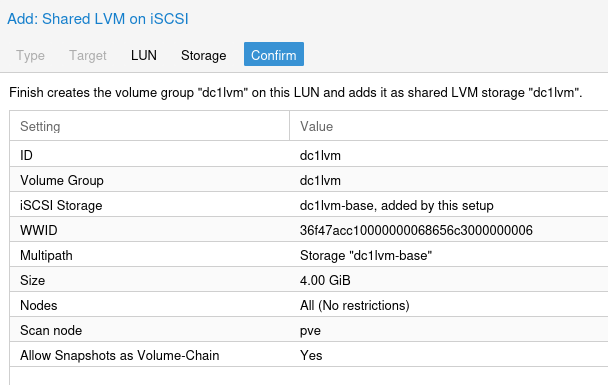 Add: Shared LVM on iSCSI
Type Target LUN Storage Confirm
Finish creates the volume group "dc1lvm" on this LUN and adds it as shared LVM storage "dc1lvm".
Setting Value
ID dc1lvm
Volume Group dc1lvm
iSCSI Storage dc1lvm-base, added by this setup
WWID 36f47acc10000000068656c3000000006
Multipath Storage "dc1lvm-base"
Size 4.00 GiB
Nodes All (No restrictions)
Scan node pve
Allow Snapshots as Volume-Chain Yes